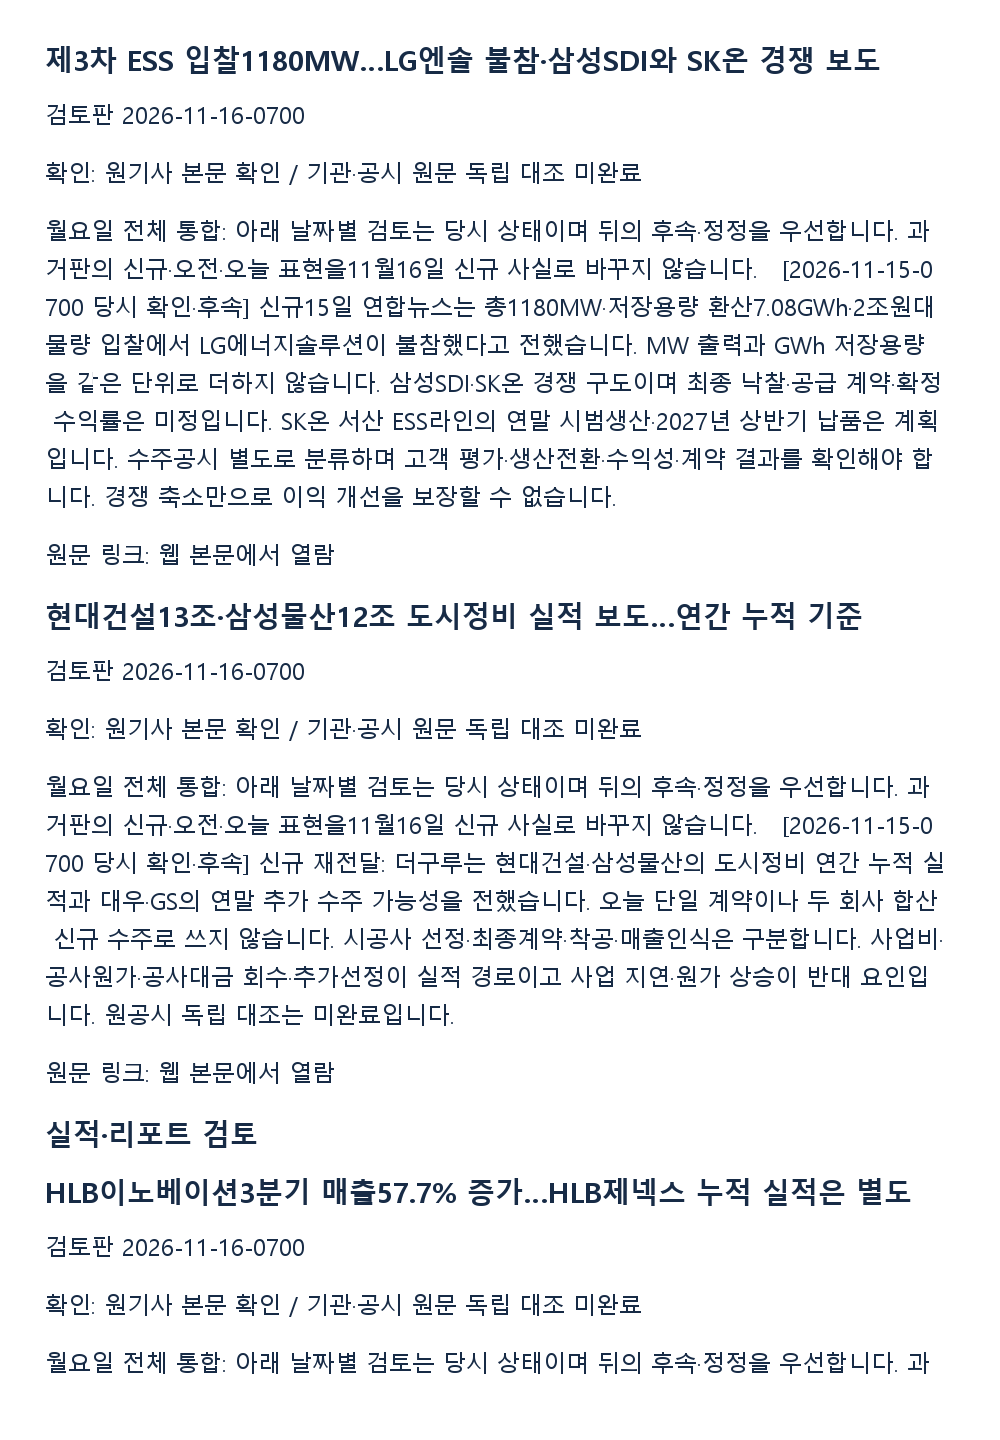 제3차 ESS 입찰1180MW...LG엔솔 불참·삼성SDI와 SK온 경쟁 보도
검토판 2026-11-16-0700
확인: 원기사 본문 확인 / 기관·공시 원문 독립 대조 미완료
월요일 전체 통합: 아래 날짜별 검토는 당시 상태이며 뒤의 후속·정정을 우선합니다. 과
거판의 신규·오전·오늘 표현을11월16일 신규 사실로 바꾸지 않습니다.   [2026-11-15-0
700 당시 확인·후속] 신규15일 연합뉴스는 총1180MW·저장용량 환산7.08GWh·2조원대
물량 입찰에서 LG에너지솔루션이 불참했다고 전했습니다. MW 출력과 GWh 저장용량
을 같은 단위로 더하지 않습니다. 삼성SDI·SK온 경쟁 구도이며 최종 낙찰·공급 계약·확정
수익률은 미정입니다. SK온 서산 ESS라인의 연말 시범생산·2027년 상반기 납품은 계획
입니다. 수주공시 별도로 분류하며 고객 평가·생산전환·수익성·계약 결과를 확인해야 합
니다. 경쟁 축소만으로 이익 개선을 보장할 수 없습니다.
원문 링크: 웹 본문에서 열람
현대건설13조·삼성물산12조 도시정비 실적 보도...연간 누적 기준
검토판 2026-11-16-0700
확인: 원기사 본문 확인 / 기관·공시 원문 독립 대조 미완료
월요일 전체 통합: 아래 날짜별 검토는 당시 상태이며 뒤의 후속·정정을 우선합니다. 과
거판의 신규·오전·오늘 표현을11월16일 신규 사실로 바꾸지 않습니다.   [2026-11-15-0
700 당시 확인·후속] 신규 재전달: 더구루는 현대건설·삼성물산의 도시정비 연간 누적 실
적과 대우·GS의 연말 추가 수주 가능성을 전했습니다. 오늘 단일 계약이나 두 회사 합산
신규 수주로 쓰지 않습니다. 시공사 선정·최종계약·착공·매출인식은 구분합니다. 사업비·
공사원가·공사대금 회수·추가선정이 실적 경로이고 사업 지연·원가 상승이 반대 요인입
니다. 원공시 독립 대조는 미완료입니다.
원문 링크: 웹 본문에서 열람
실적·리포트 검토
HLB이노베이션3분기 매출57.7% 증가...HLB제넥스 누적 실적은 별도
검토판 2026-11-16-0700
확인: 원기사 본문 확인 / 기관·공시 원문 독립 대조 미완료
월요일 전체 통합: 아래 날짜별 검토는 당시 상태이며 뒤의 후속·정정을 우선합니다. 과